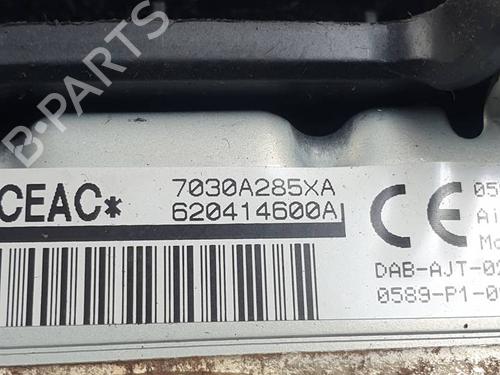 B-PARTS
CEAC*
7030A285XA
620414600A
CE
DAB-AJT-0
0589-P1-0